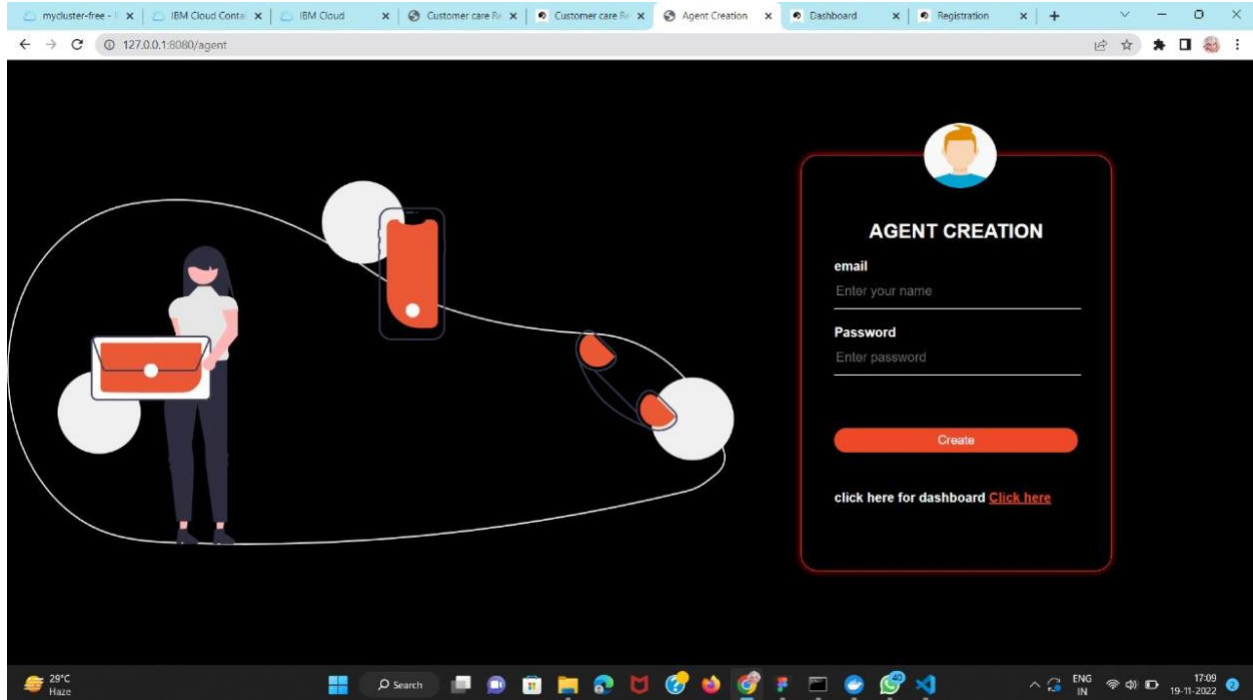 mycluster-free -
IBM Cloud Contai
IBM Cloud
Customer care Re
Customer care Re
Agent Creation
Dashboard
Registration
127.0.0.1:8080/agent
AGENT CREATION
email
Enter your name
Password
Enter password
Create
click here for dashboard Click here
29°C
Haze
Search
ENG
IN
17:09
19-11-2022